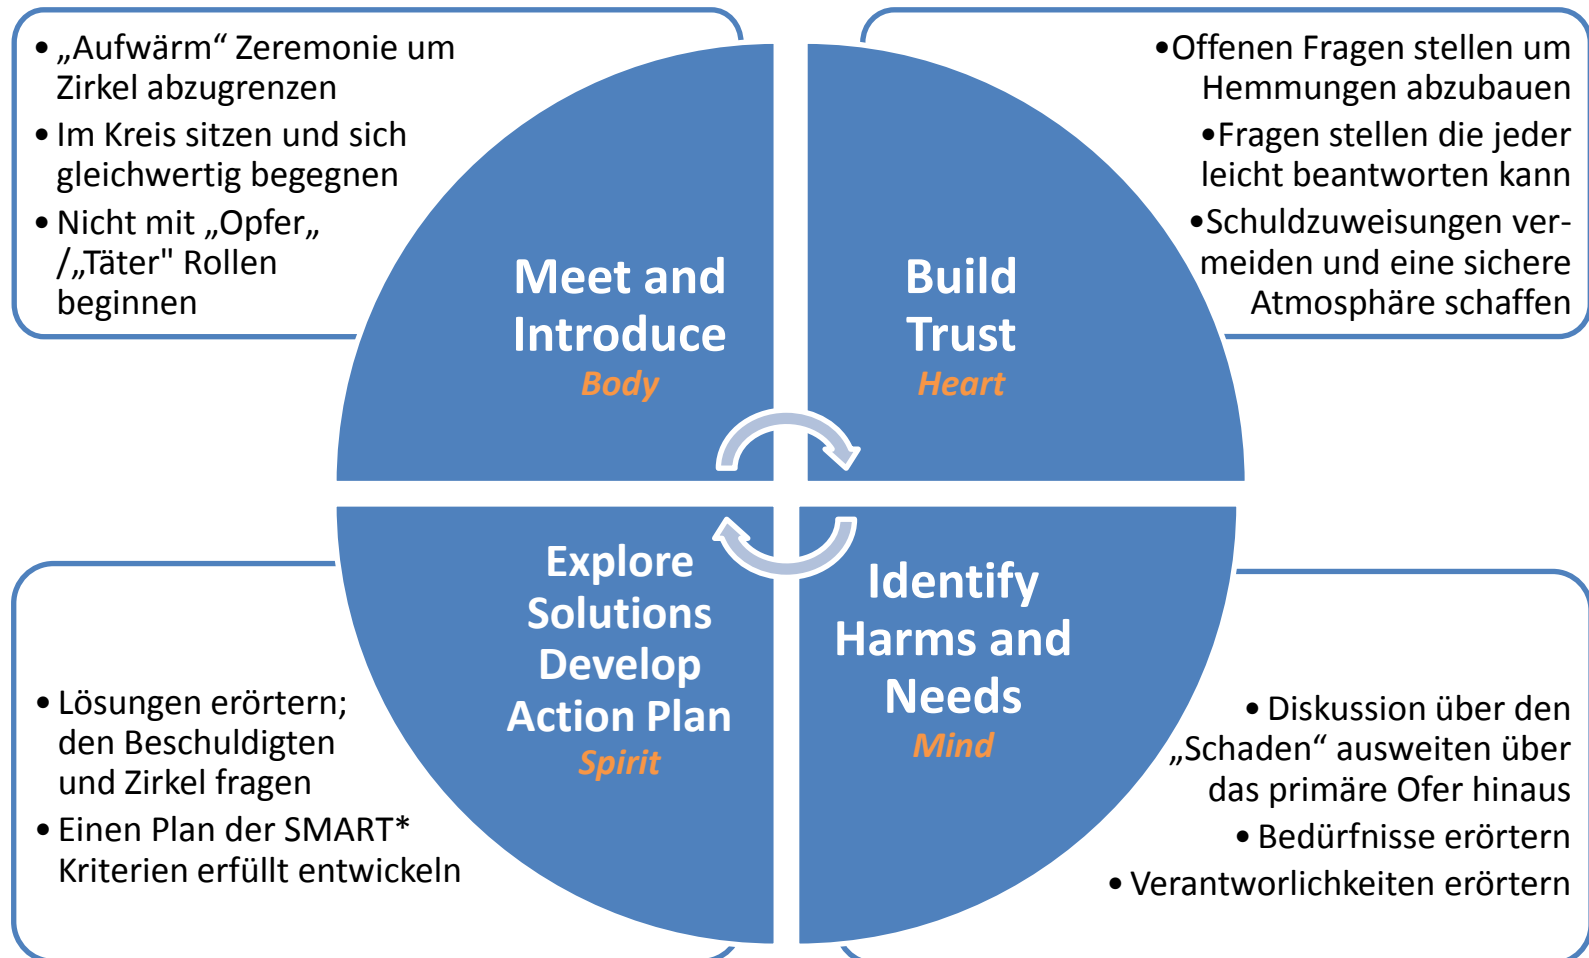 • „Aufwärm“ Zeremonie um
Zirkel abzugrenzen
• Im Kreis sitzen und sich
gleichwertig begegnen
• Nicht mit „Opfer„
/„Täter" Rollen
beginnen
Meet and
Introduce
Body
Build
Trust
Heart
•Offenen Fragen stellen um
Hemmungen abzubauen
•Fragen stellen die jeder
leicht beantworten kann
•Schuldzuweisungen ver-
meiden und eine sichere
Atmosphäre schaffen
• Lösungen erörtern;
den Beschuldigten
und Zirkel fragen
• Einen Plan der SMART*
Kriterien erfüllt entwickeln
Explore
Solutions
Develop
Action Plan
Spirit
Identify
Harms and
Needs
Mind
• Diskussion über den
„Schaden“ ausweiten über
das primäre Ofer hinaus
• Bedürfnisse erörtern
• Verantworlichkeiten erörtern